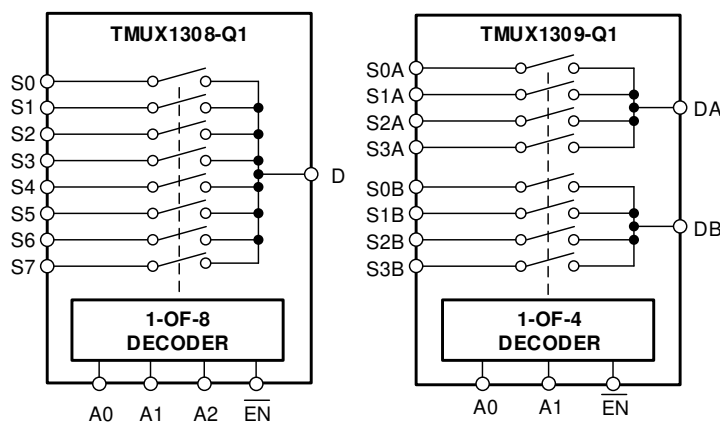 TMUX1308-Q1
S0
S1
S2
S3
S4
S5
S6
S7
D
1-OF-8
DECODER
A0 A1 A2 EN
TMUX1309-Q1
S0A
S1A
S2A
S3A
S0B
S1B
S2B
S3B
DA
DB
1-OF-4
DECODER
A0 A1 EN